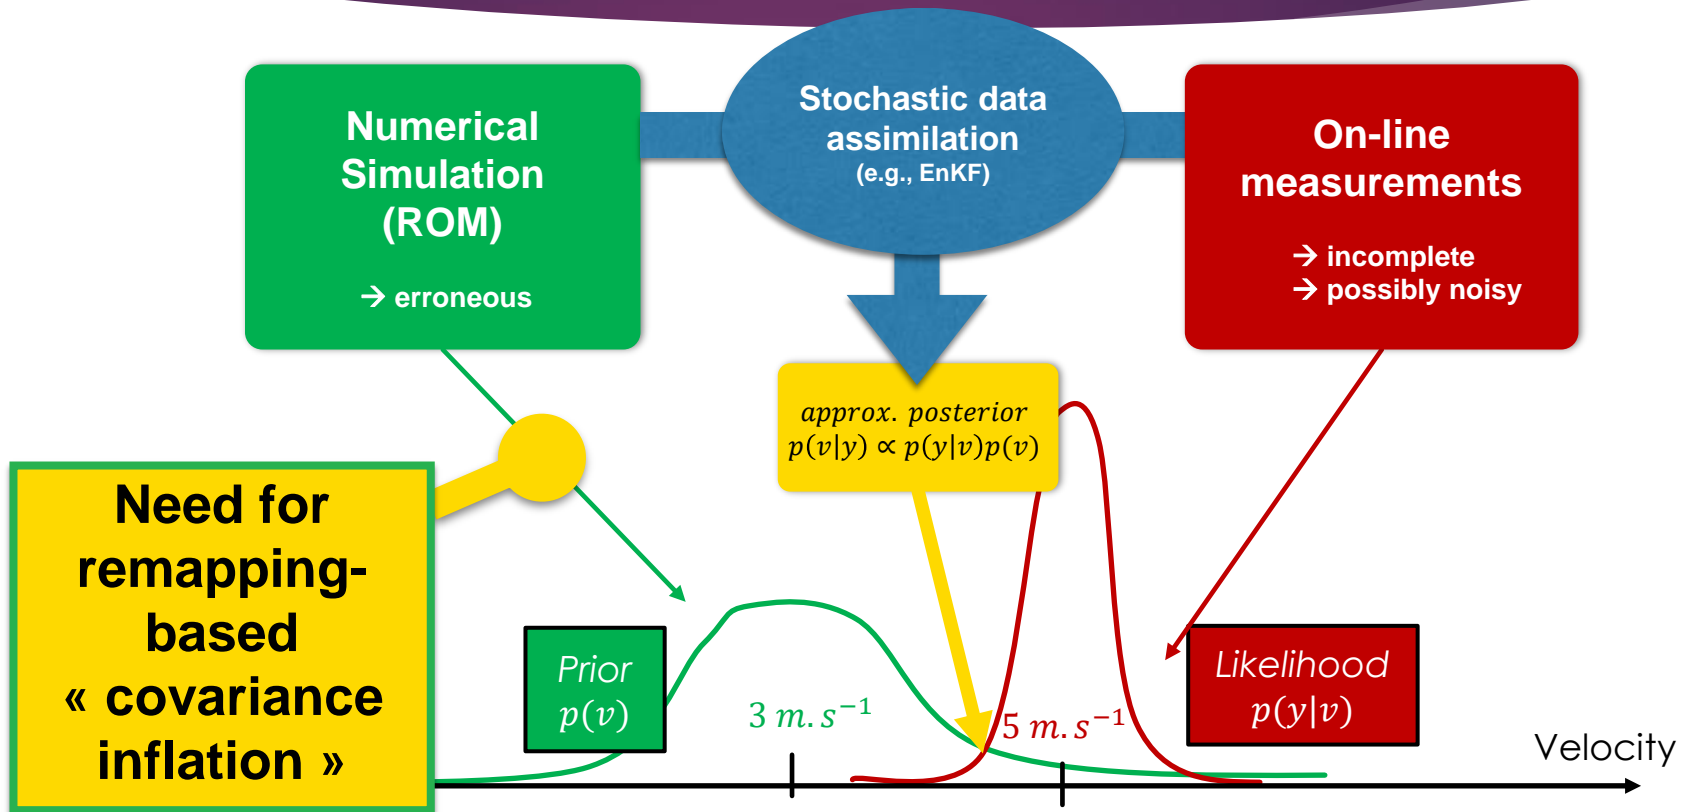 Numerical
Simulation
(ROM)
→ erroneous
Stochastic data
assimilation
(e.g., EnKF)
On-line
measurements
→ incomplete
→ possibly noisy
approx. posterior
p(v|y) ∝ p(y|v)p(v)
Need for
remapping-
based
« covariance
inflation »
Prior
p(v)
3 m.s⁻¹
5 m.s⁻¹
Likelihood
p(y|v)
Velocity